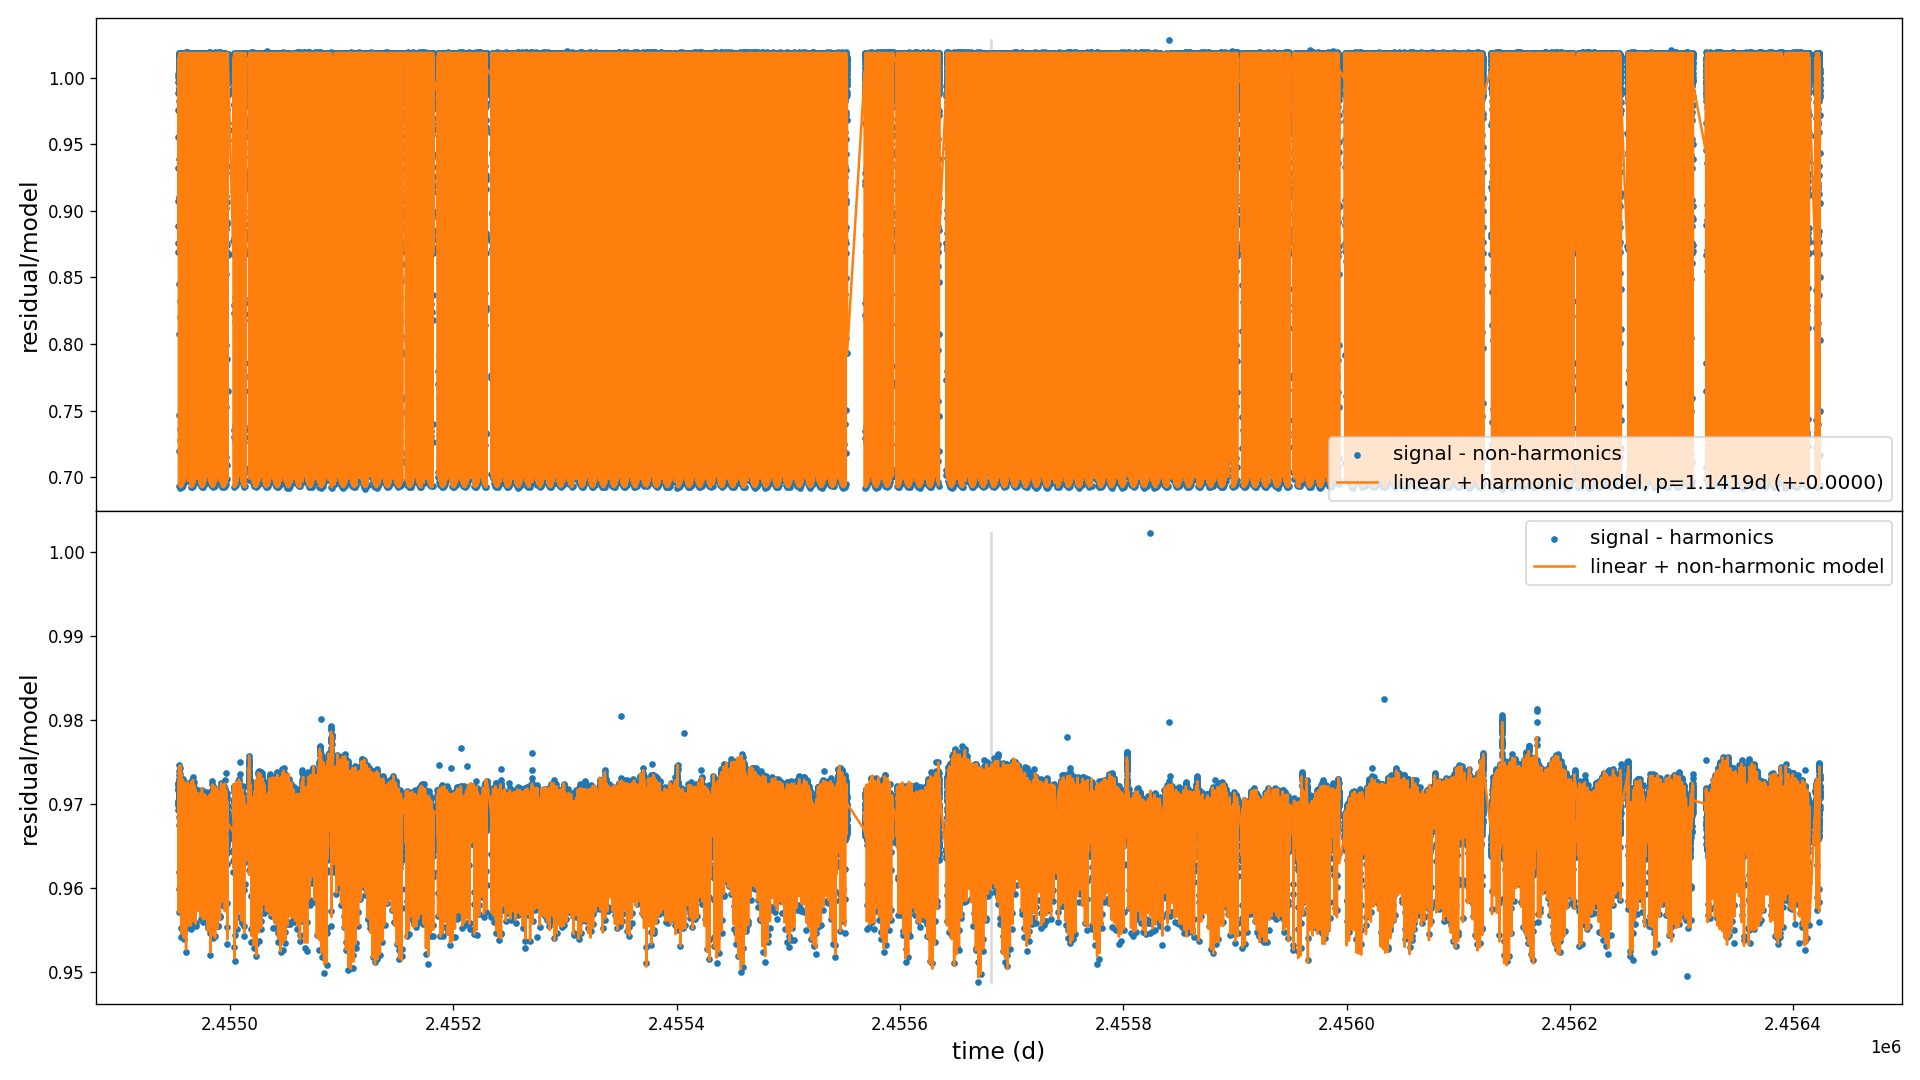 residual/model
1.00
0.95
0.90
0.85
0.80
0.75
0.70
signal - non-harmonics
linear + harmonic model, p=1.1419d (+-0.0000)
residual/model
1.00
0.99
0.98
0.97
0.96
0.95
signal - harmonics
linear + non-harmonic model
2.4550 2.4552 2.4554 2.4556 2.4558 2.4560 2.4562 2.4564
time (d)
1e6